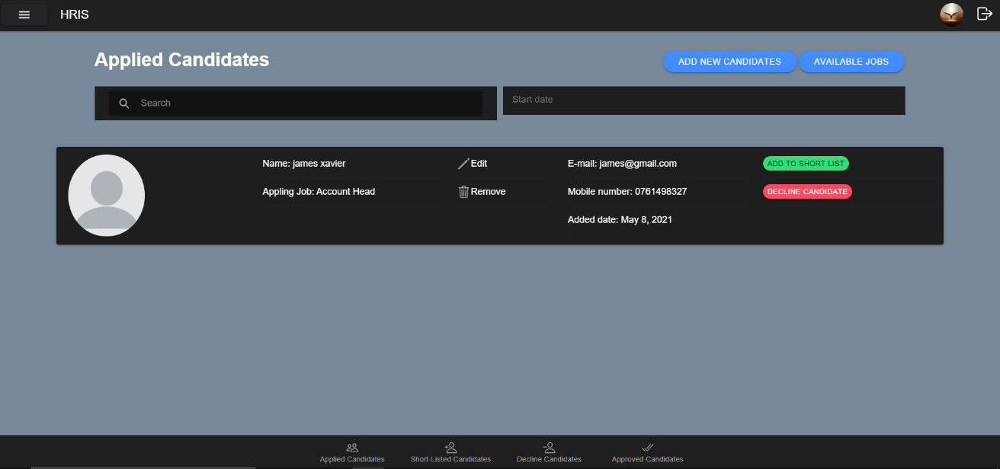 HRIS
Applied Candidates
ADD NEW CANDIDATES
AVAILABLE JOBS
Search
Start date
Name: james xavier
Edit
E-mail: james@gmail.com
ADD TO SHORT LIST
Appling Job: Account Head
Remove
Mobile number: 0761498327
DECLINE CANDIDATE
Added date: May 8, 2021
Applied Candidates
Short-Listed Candidates
Decline Candidates
Approved Candidates